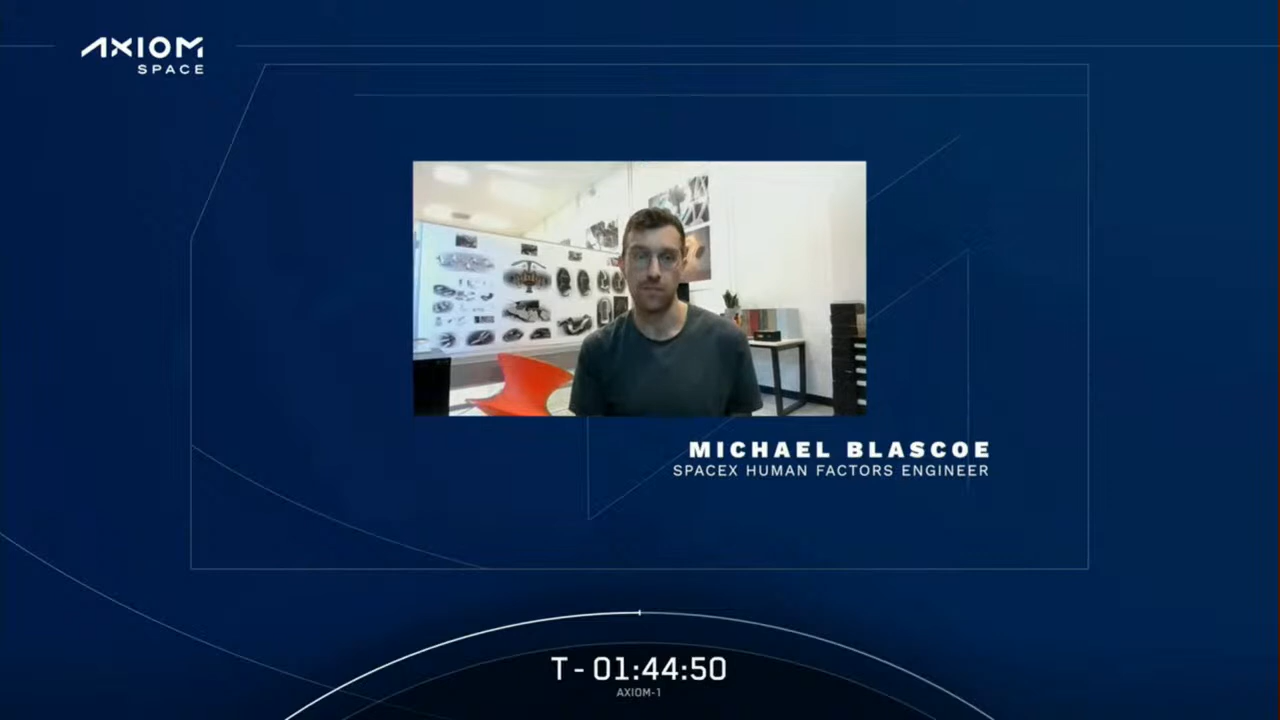 AXIOM
SPACE
MICHAEL BLASCOE
SPACEX HUMAN FACTORS ENGINEER
T - 01:44:50
AXIOM-1